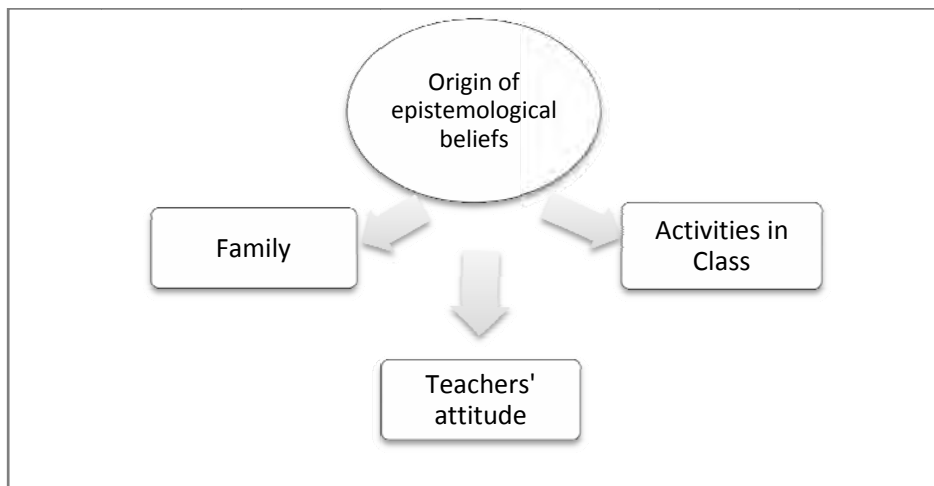 Origin of
epistemological
beliefs
Family
Activities in
Class
Teachers'
attitude